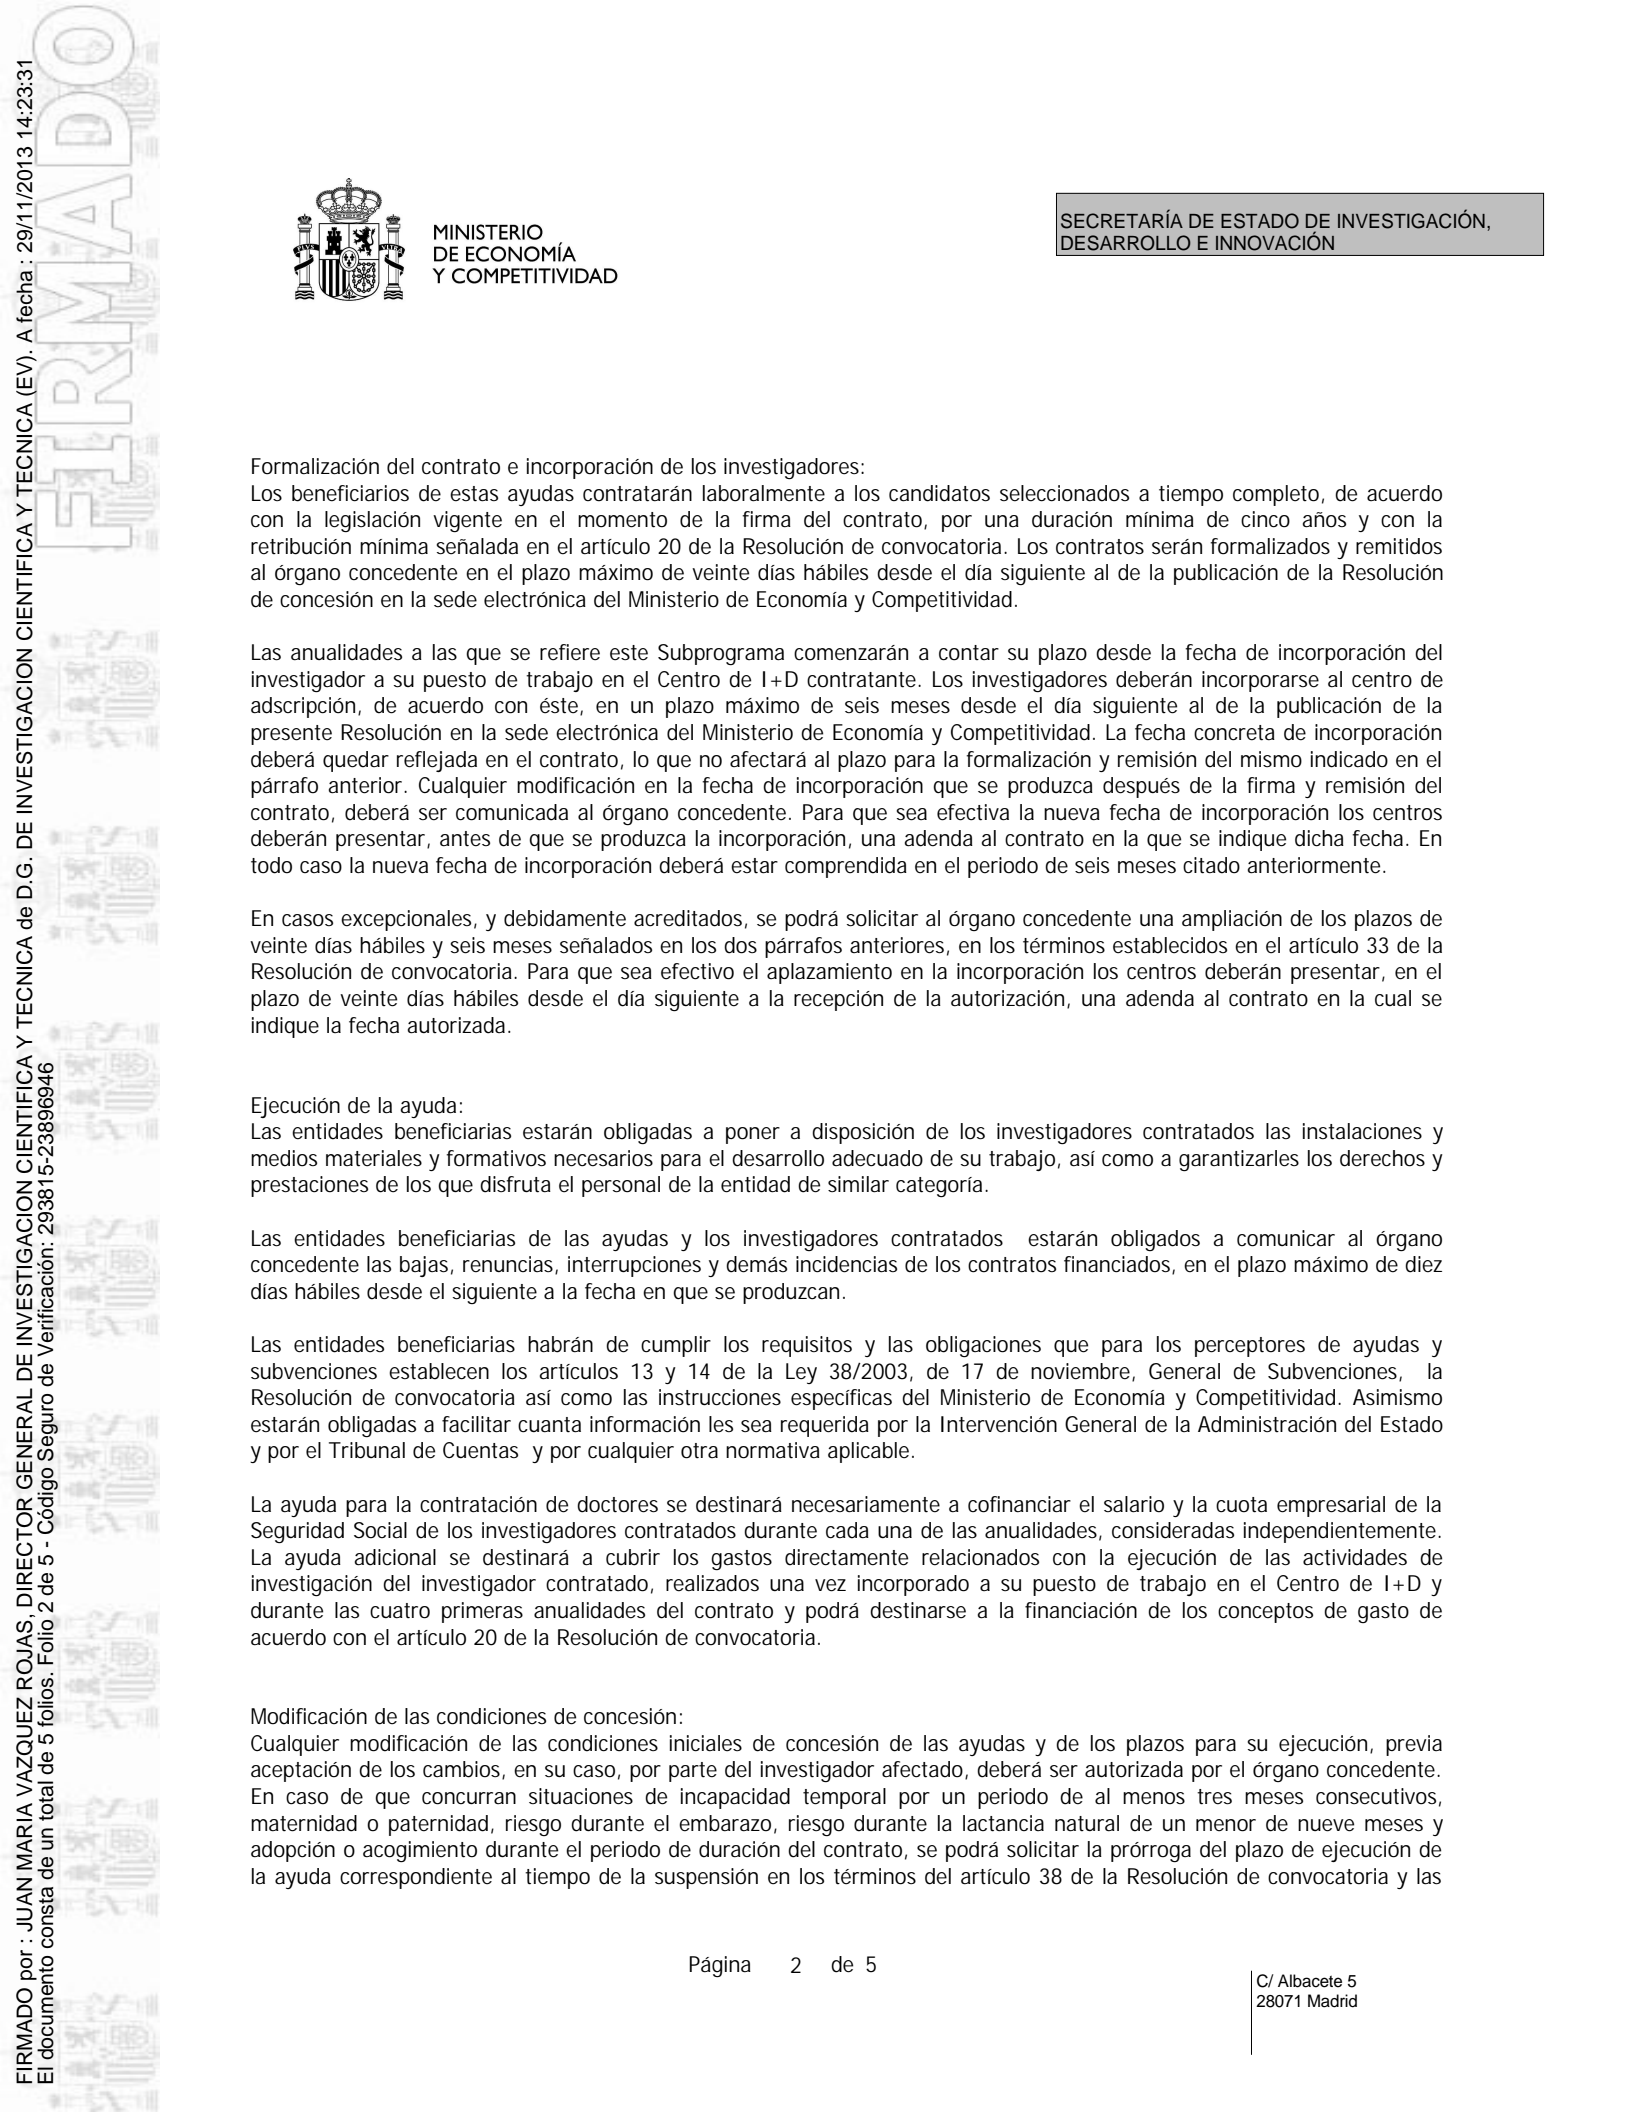 FIRMADO por : JUAN MARIA VAZQUEZ ROJAS, DIRECTOR GENERAL DE INVESTIGACION CIENTIFICA Y TECNICA de D.G. DE INVESTIGACION CIENTIFICA Y TECNICA (EV). A fecha : 29/11/2013 14:23:31
El documento consta de un total de 5 folios. Folio 2 de 5 - Código Seguro de Verificación: 293815-23896946
FIRMADO
PLVS VLTRA
MINISTERIO
DE ECONOMÍA
Y COMPETITIVIDAD
SECRETARÍA DE ESTADO DE INVESTIGACIÓN,
DESARROLLO E INNOVACIÓN
Formalización del contrato e incorporación de los investigadores:
Los beneficiarios de estas ayudas contratarán laboralmente a los candidatos seleccionados a tiempo completo, de acuerdo
con la legislación vigente en el momento de la firma del contrato, por una duración mínima de cinco años y con la
retribución mínima señalada en el artículo 20 de la Resolución de convocatoria. Los contratos serán formalizados y remitidos
al órgano concedente en el plazo máximo de veinte días hábiles desde el día siguiente al de la publicación de la Resolución
de concesión en la sede electrónica del Ministerio de Economía y Competitividad.
Las anualidades a las que se refiere este Subprograma comenzarán a contar su plazo desde la fecha de incorporación del
investigador a su puesto de trabajo en el Centro de I+D contratante. Los investigadores deberán incorporarse al centro de
adscripción, de acuerdo con éste, en un plazo máximo de seis meses desde el día siguiente al de la publicación de la
presente Resolución en la sede electrónica del Ministerio de Economía y Competitividad. La fecha concreta de incorporación
deberá quedar reflejada en el contrato, lo que no afectará al plazo para la formalización y remisión del mismo indicado en el
párrafo anterior. Cualquier modificación en la fecha de incorporación que se produzca después de la firma y remisión del
contrato, deberá ser comunicada al órgano concedente. Para que sea efectiva la nueva fecha de incorporación los centros
deberán presentar, antes de que se produzca la incorporación, una adenda al contrato en la que se indique dicha fecha. En
todo caso la nueva fecha de incorporación deberá estar comprendida en el periodo de seis meses citado anteriormente.
En casos excepcionales, y debidamente acreditados, se podrá solicitar al órgano concedente una ampliación de los plazos de
veinte días hábiles y seis meses señalados en los dos párrafos anteriores, en los términos establecidos en el artículo 33 de la
Resolución de convocatoria. Para que sea efectivo el aplazamiento en la incorporación los centros deberán presentar, en el
plazo de veinte días hábiles desde el día siguiente a la recepción de la autorización, una adenda al contrato en la cual se
indique la fecha autorizada.
Ejecución de la ayuda:
Las entidades beneficiarias estarán obligadas a poner a disposición de los investigadores contratados las instalaciones y
medios materiales y formativos necesarios para el desarrollo adecuado de su trabajo, así como a garantizarles los derechos y
prestaciones de los que disfruta el personal de la entidad de similar categoría.
Las entidades beneficiarias de las ayudas y los investigadores contratados  estarán obligados a comunicar al órgano
concedente las bajas, renuncias, interrupciones y demás incidencias de los contratos financiados, en el plazo máximo de diez
días hábiles desde el siguiente a la fecha en que se produzcan.
Las entidades beneficiarias habrán de cumplir los requisitos y las obligaciones que para los perceptores de ayudas y
subvenciones establecen los artículos 13 y 14 de la Ley 38/2003, de 17 de noviembre, General de Subvenciones,  la
Resolución de convocatoria así como las instrucciones específicas del Ministerio de Economía y Competitividad. Asimismo
estarán obligadas a facilitar cuanta información les sea requerida por la Intervención General de la Administración del Estado
y por el Tribunal de Cuentas  y por cualquier otra normativa aplicable.
La ayuda para la contratación de doctores se destinará necesariamente a cofinanciar el salario y la cuota empresarial de la
Seguridad Social de los investigadores contratados durante cada una de las anualidades, consideradas independientemente.
La ayuda adicional se destinará a cubrir los gastos directamente relacionados con la ejecución de las actividades de
investigación del investigador contratado, realizados una vez incorporado a su puesto de trabajo en el Centro de I+D y
durante las cuatro primeras anualidades del contrato y podrá destinarse a la financiación de los conceptos de gasto de
acuerdo con el artículo 20 de la Resolución de convocatoria.
Modificación de las condiciones de concesión:
Cualquier modificación de las condiciones iniciales de concesión de las ayudas y de los plazos para su ejecución, previa
aceptación de los cambios, en su caso, por parte del investigador afectado, deberá ser autorizada por el órgano concedente.
En caso de que concurran situaciones de incapacidad temporal por un periodo de al menos tres meses consecutivos,
maternidad o paternidad, riesgo durante el embarazo, riesgo durante la lactancia natural de un menor de nueve meses y
adopción o acogimiento durante el periodo de duración del contrato, se podrá solicitar la prórroga del plazo de ejecución de
la ayuda correspondiente al tiempo de la suspensión en los términos del artículo 38 de la Resolución de convocatoria y las
Página 2 de 5
C/ Albacete 5
28071 Madrid